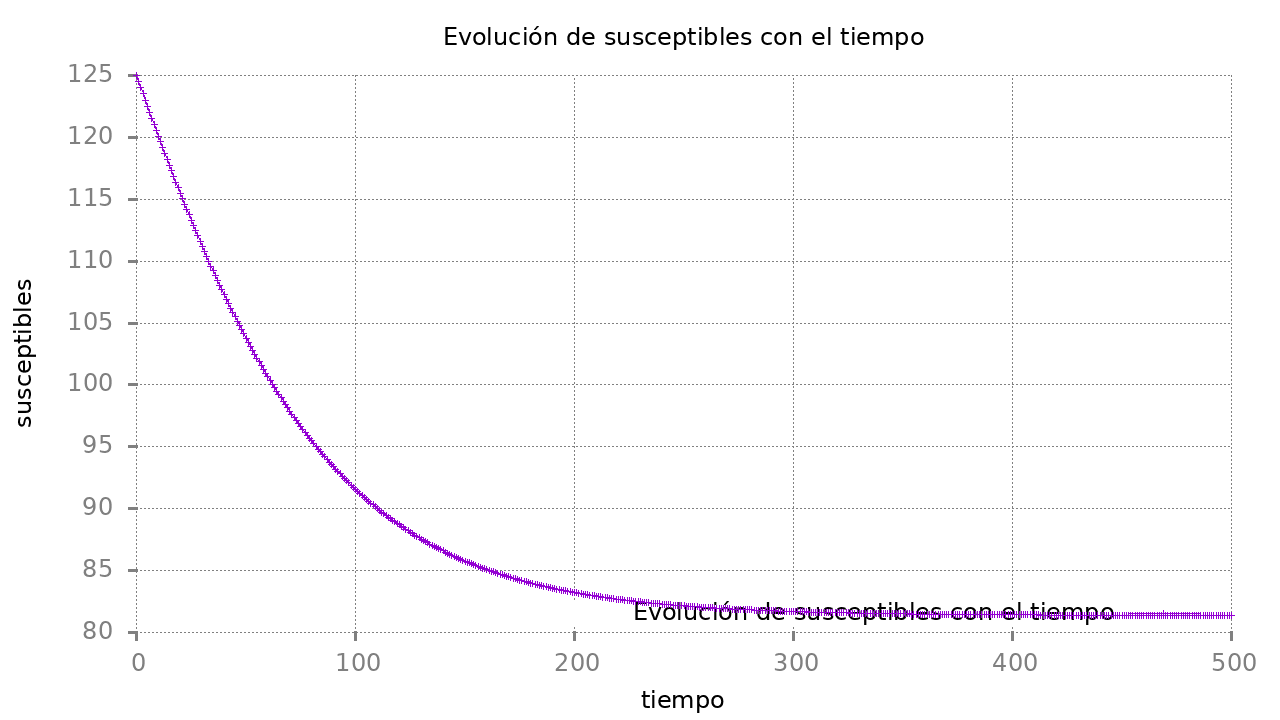 Evolución de susceptibles con el tiempo
125
120
115
110
105
100
95
90
85
80
susceptibles
Evolución de susceptibles con el tiempo
0 100 200 300 400 500
tiempo